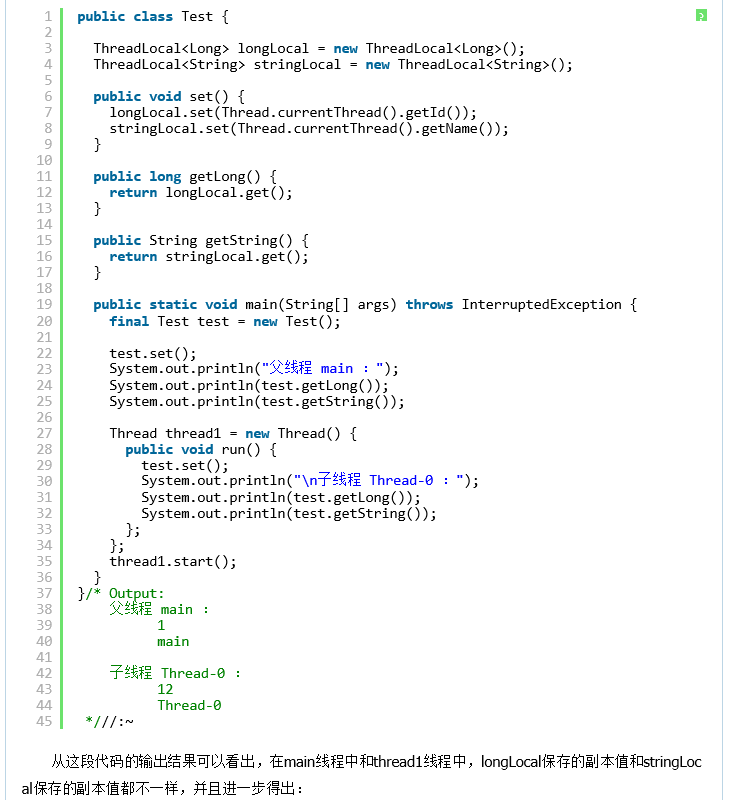 1 public class Test {
2
3 ThreadLocal<Long> longLocal = new ThreadLocal<Long>();
4 ThreadLocal<String> stringLocal = new ThreadLocal<String>();
5
6 public void set() {
7 longLocal.set(Thread.currentThread().getId());
8 stringLocal.set(Thread.currentThread().getName());
9 }
10
11 public long getLong() {
12 return longLocal.get();
13 }
14
15 public String getString() {
16 return stringLocal.get();
17 }
18
19 public static void main(String[] args) throws InterruptedException {
20 final Test test = new Test();
21
22 test.set();
23 System.out.println("父线程 main :");
24 System.out.println(test.getLong());
25 System.out.println(test.getString());
26
27 Thread thread1 = new Thread() {
28 public void run() {
29 test.set();
30 System.out.println("\n子线程 Thread-0 :");
31 System.out.println(test.getLong());
32 System.out.println(test.getString());
33 };
34 };
35 thread1.start();
36 }
37 }/* Output:
38 父线程 main :
39 1
40 main
41
42 子线程 Thread-0 :
43 12
44 Thread-0
45 *///:~
?
从这段代码的输出结果可以看出，在main线程中和thread1线程中，longLocal保存的副本值和stringLoc
al保存的副本值都不一样，并且进一步得出：